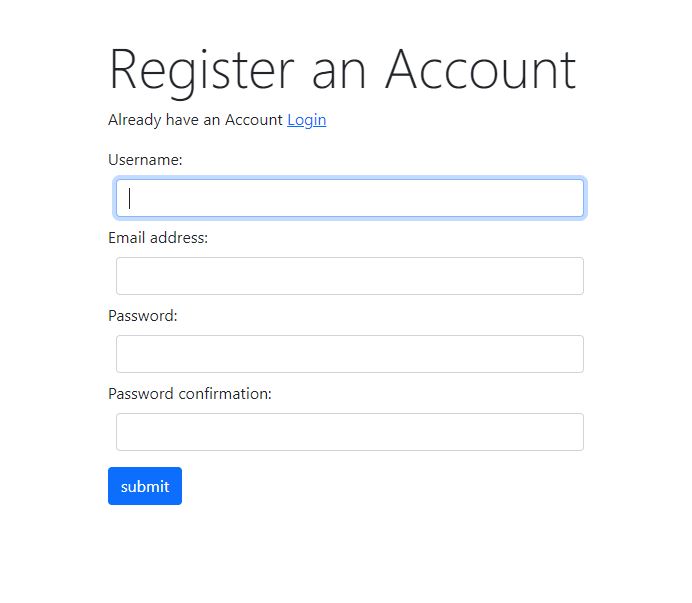 Register an Account
Already have an Account Login
Username:
Email address:
Password:
Password confirmation:
submit